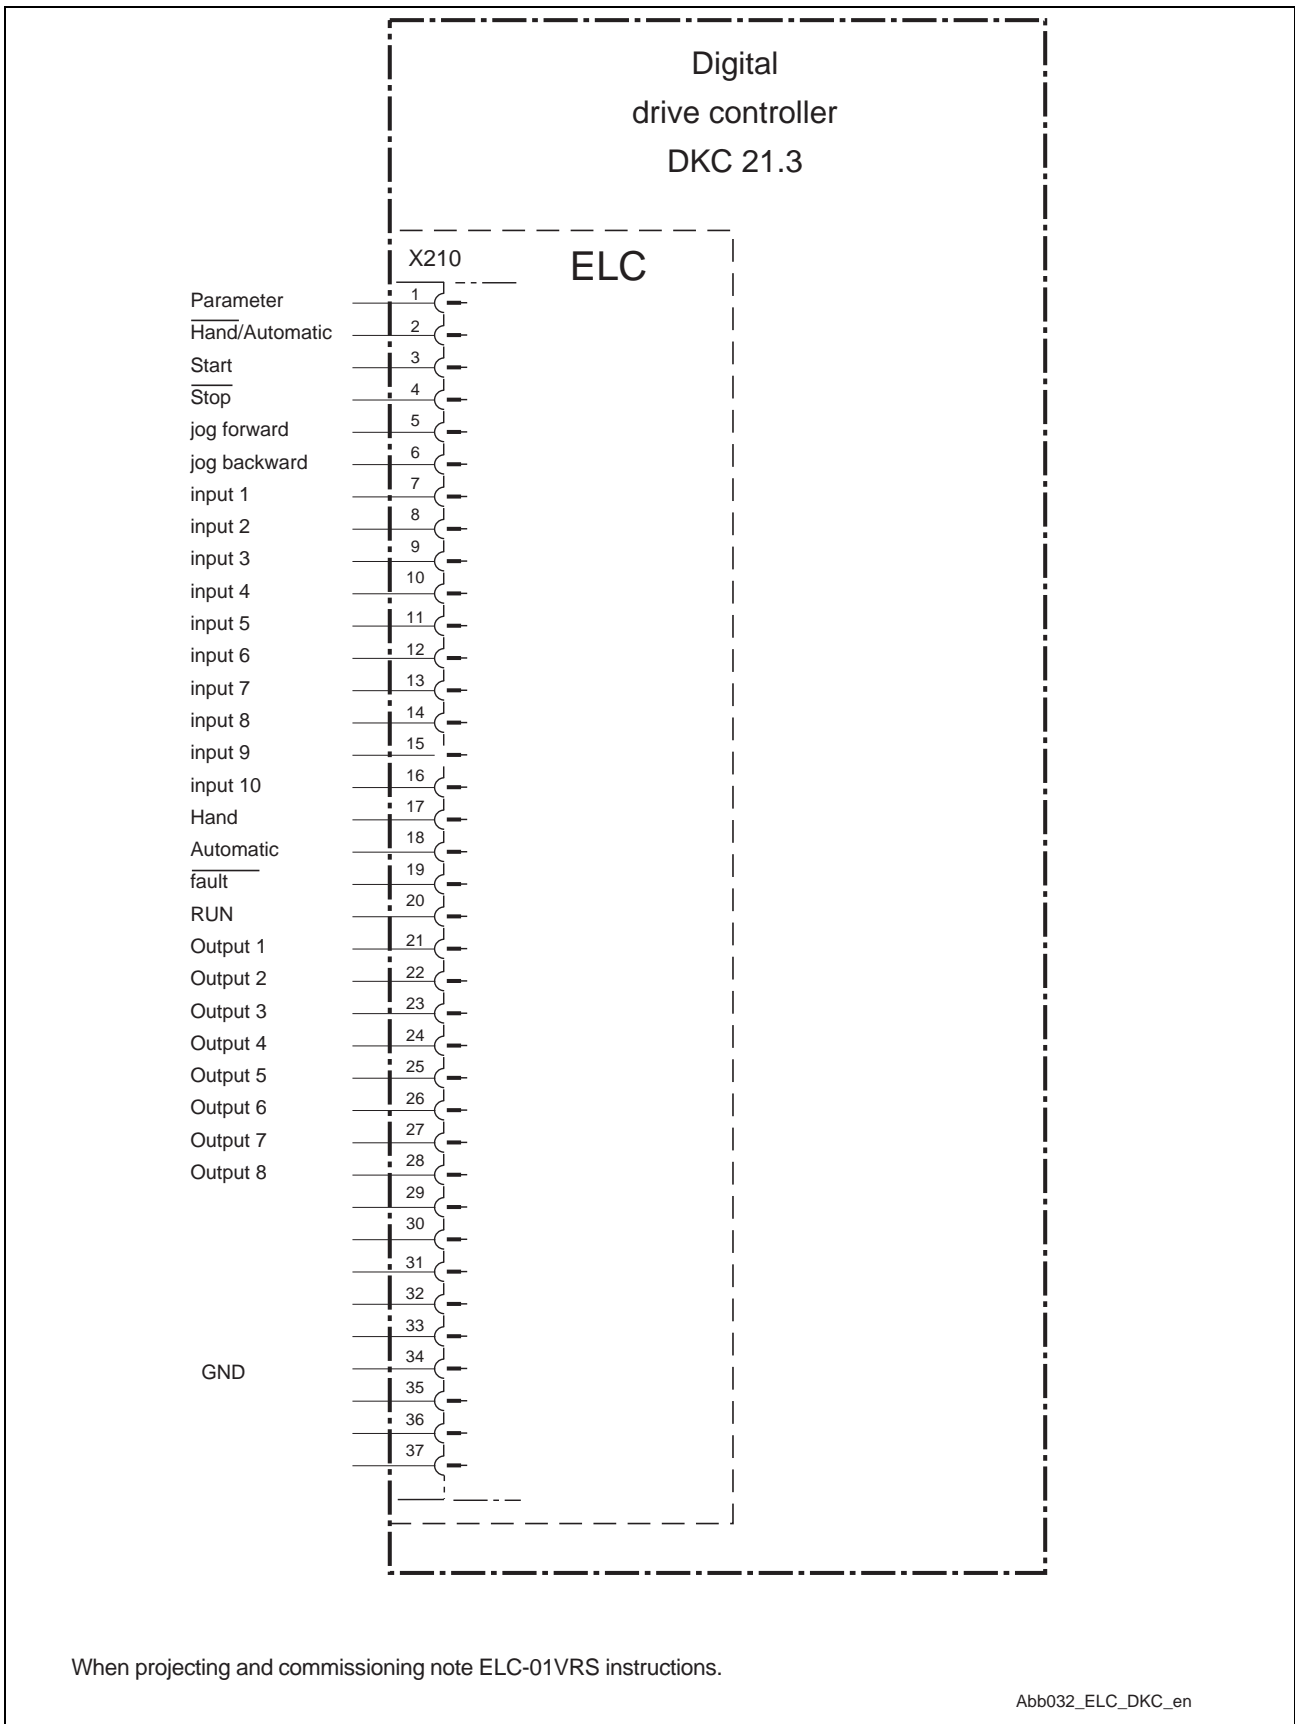 Digital
drive controller
DKC 21.3
X210
ELC
Parameter 1
Hand/Automatic 2
Start 3
Stop 4
jog forward 5
jog backward 6
input 1 7
input 2 8
input 3 9
input 4 10
input 5 11
input 6 12
input 7 13
input 8 14
input 9 15
input 10 16
Hand 17
Automatic 18
fault 19
RUN 20
Output 1 21
Output 2 22
Output 3 23
Output 4 24
Output 5 25
Output 6 26
Output 7 27
Output 8 28
29
30
31
32
33
GND 34
35
36
37
When projecting and commissioning note ELC-01VRS instructions.
Abb032_ELC_DKC_en